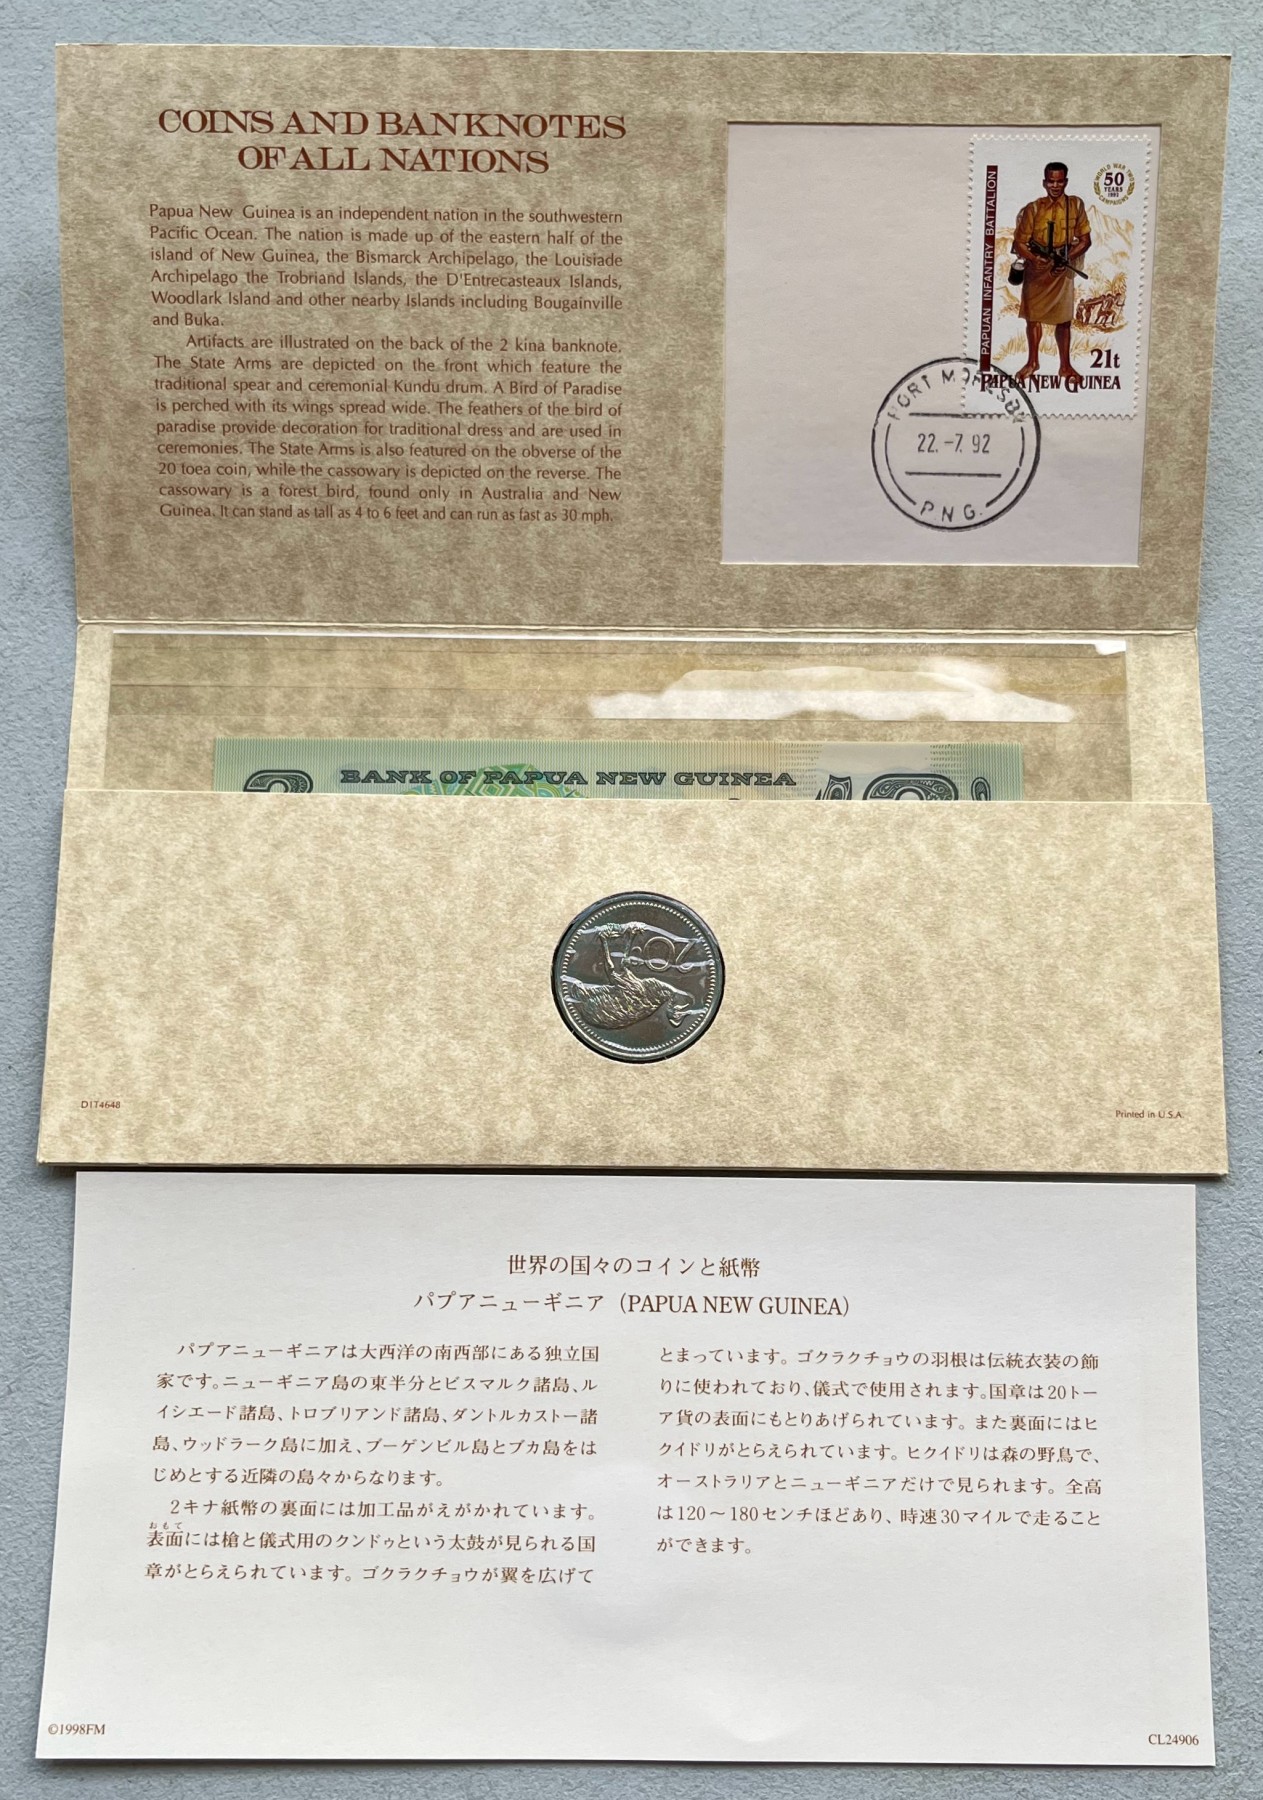 COINS AND BANKNOTES
OF ALL NATIONS
Papua New Guinea is an independent nation in the southwestern
Pacific Ocean. The nation is made up of the eastern half of the
island of New Guinea, the Bismarck Archipelago, the Louisiade
Archipelago the Trobriand Islands, the D'Entrecasteaux Islands,
Woodlark Island and other nearby Islands including Bougainville
and Buka.
Artifacts are illustrated on the back of the 2 kina banknote.
The State Arms are depicted on the front which feature the
traditional spear and ceremonial Kundu drum. A Bird of Paradise
is perched with its wings spread wide. The feathers of the bird of
paradise provide decoration for traditional dress and are used in
ceremonies. The State Arms is also featured on the obverse of the
20 toea coin, while the cassowary is depicted on the reverse. The
cassowary is a forest bird, found only in Australia and New
Guinea. It can stand as tall as 4 to 6 feet and can run as fast as 30 mph.
PAPUAN INFANTRY BATTALION
WORLD WAR TWO
50
YEARS
CAMPAIGNS
21t
PAPUA NEW GUINEA
PORT MORESBY
22.-7.92
P.N.G.
BANK OF PAPUA NEW GUINEA
2
20t
D1T4648
Printed in U.S.A.
世界の国々のコインと紙幣
パプアニューギニア（PAPUA NEW GUINEA）
パプアニューギニアは大西洋の南西部にある独立国
家です。ニューギニア島の東半分とビスマルク諸島、ル
イシエード諸島、トロブリアンド諸島、ダントルカストー諸
島、ウッドラーク島に加え、ブーゲンビル島とブカ島をは
じめとする近隣の島々からなります。
2キナ紙幣の裏面には加工品がえがかれています。
おもて
表面には槍と儀式用のクンドゥという太鼓が見られる国
章がとらえられています。ゴクラクチョウが翼を広げて
とまっています。ゴクラクチョウの羽根は伝統衣装の飾
りに使われており、儀式で使用されます。国章は20トー
ア貨の表面にもとりあげられています。また裏面にはヒ
クイドリがとらえられています。ヒクイドリは森の野鳥で、
オーストラリアとニューギニアだけで見られます。全高
は120～180センチほどあり、時速30マイルで走ること
ができます。
©1998FM
CL24906